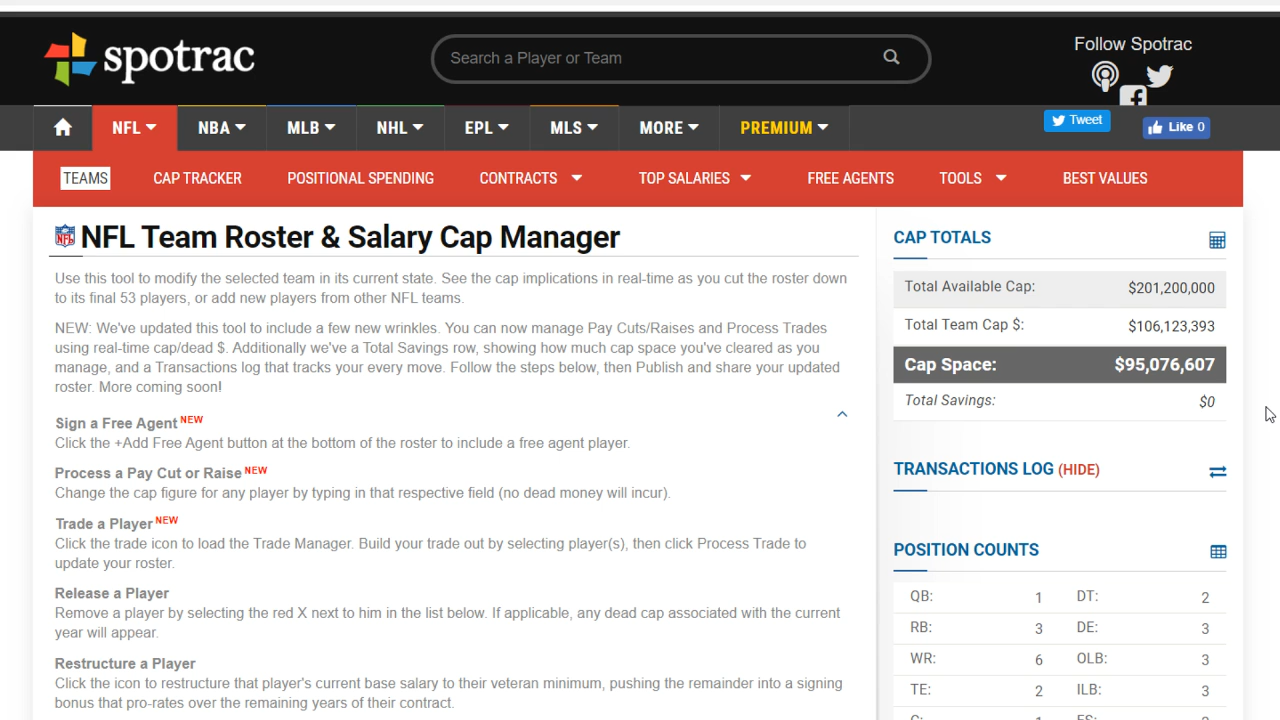 spotrac
Search a Player or Team
Follow Spotrac
NFL NBA MLB NHL EPL MLS MORE PREMIUM
Tweet
Like 0
TEAMS CAP TRACKER POSITIONAL SPENDING CONTRACTS TOP SALARIES FREE AGENTS TOOLS BEST VALUES
NFL NFL Team Roster & Salary Cap Manager
Use this tool to modify the selected team in its current state. See the cap implications in real-time as you cut the roster down
to its final 53 players, or add new players from other NFL teams.
NEW: We've updated this tool to include a few new wrinkles. You can now manage Pay Cuts/Raises and Process Trades
using real-time cap/dead $. Additionally we've a Total Savings row, showing how much cap space you've cleared as you
manage, and a Transactions log that tracks your every move. Follow the steps below, then Publish and share your updated
roster. More coming soon!
Sign a Free Agent NEW
Click the +Add Free Agent button at the bottom of the roster to include a free agent player.
Process a Pay Cut or Raise NEW
Change the cap figure for any player by typing in that respective field (no dead money will incur).
Trade a Player NEW
Click the trade icon to load the Trade Manager. Build your trade out by selecting player(s), then click Process Trade to
update your roster.
Release a Player
Remove a player by selecting the red X next to him in the list below. If applicable, any dead cap associated with the current
year will appear.
Restructure a Player
Click the icon to restructure that player's current base salary to their veteran minimum, pushing the remainder into a signing
bonus that pro-rates over the remaining years of their contract.
CAP TOTALS
Total Available Cap: $201,200,000
Total Team Cap $: $106,123,393
Cap Space: $95,076,607
Total Savings: $0
TRANSACTIONS LOG (HIDE)
POSITION COUNTS
QB: 1 DT: 2
RB: 3 DE: 3
WR: 6 OLB: 3
TE: 2 ILB: 3